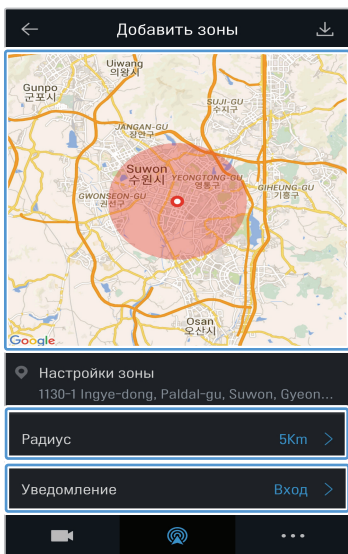 Добавить зоны
Uiwang
의왕시
Gunpo
군포시
SUJI-GU
수지구
JANGAN-GU
장안구
Suwon
수원시
YEONGTONG-GU
영통구
GWONSEON-GU
권선구
GIHEUNG-GU
기흥구
Osan
오산시
Google
Настройки зоны
1130-1 Ingye-dong, Paldal-gu, Suwon, Gyeon...
Радиус 5Km >
Уведомление Вход >